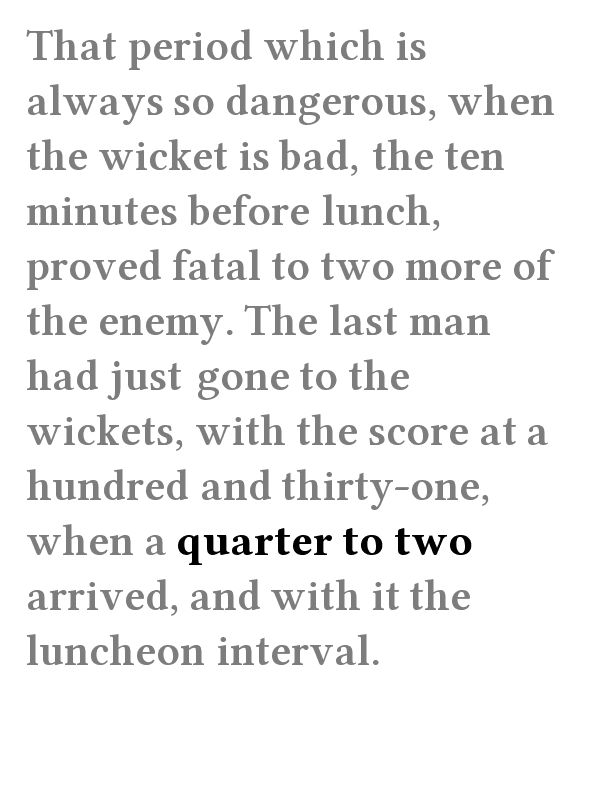 That period which is
always so dangerous, when
the wicket is bad, the ten
minutes before lunch,
proved fatal to two more of
the enemy. The last man
had just gone to the
wickets, with the score at a
hundred and thirty-one,
when a quarter to two
arrived, and with it the
luncheon interval.